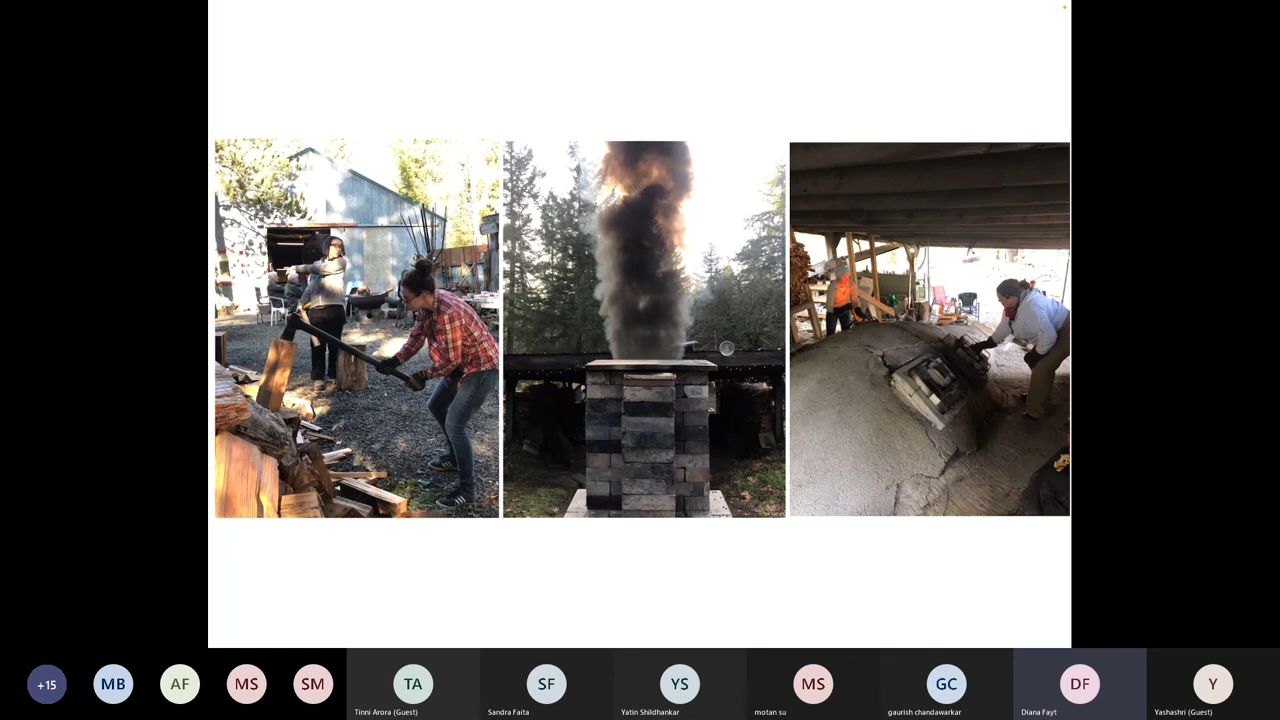 +15
MB
AF
MS
SM
TA
SF
YS
MS
GC
DF
Y
Tinni Arora (Guest)
Sandra Faita
Yatin Shildhankar
motan su
gaurish chandawarkar
Diana Fayt
Yashashri (Guest)